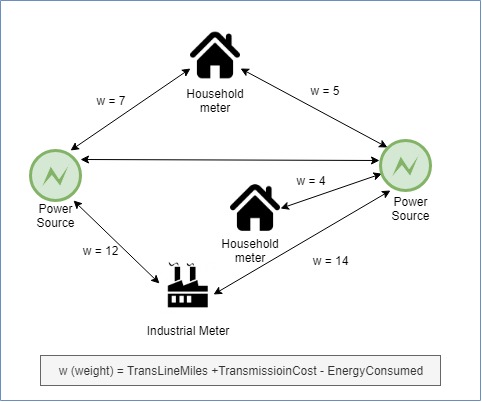 Household
meter
w = 7
w = 5
w = 4
Power
Source
Power
Source
Household
meter
w = 12
w = 14
Industrial Meter
w (weight) = TransLineMiles +TransmissioinCost - EnergyConsumed